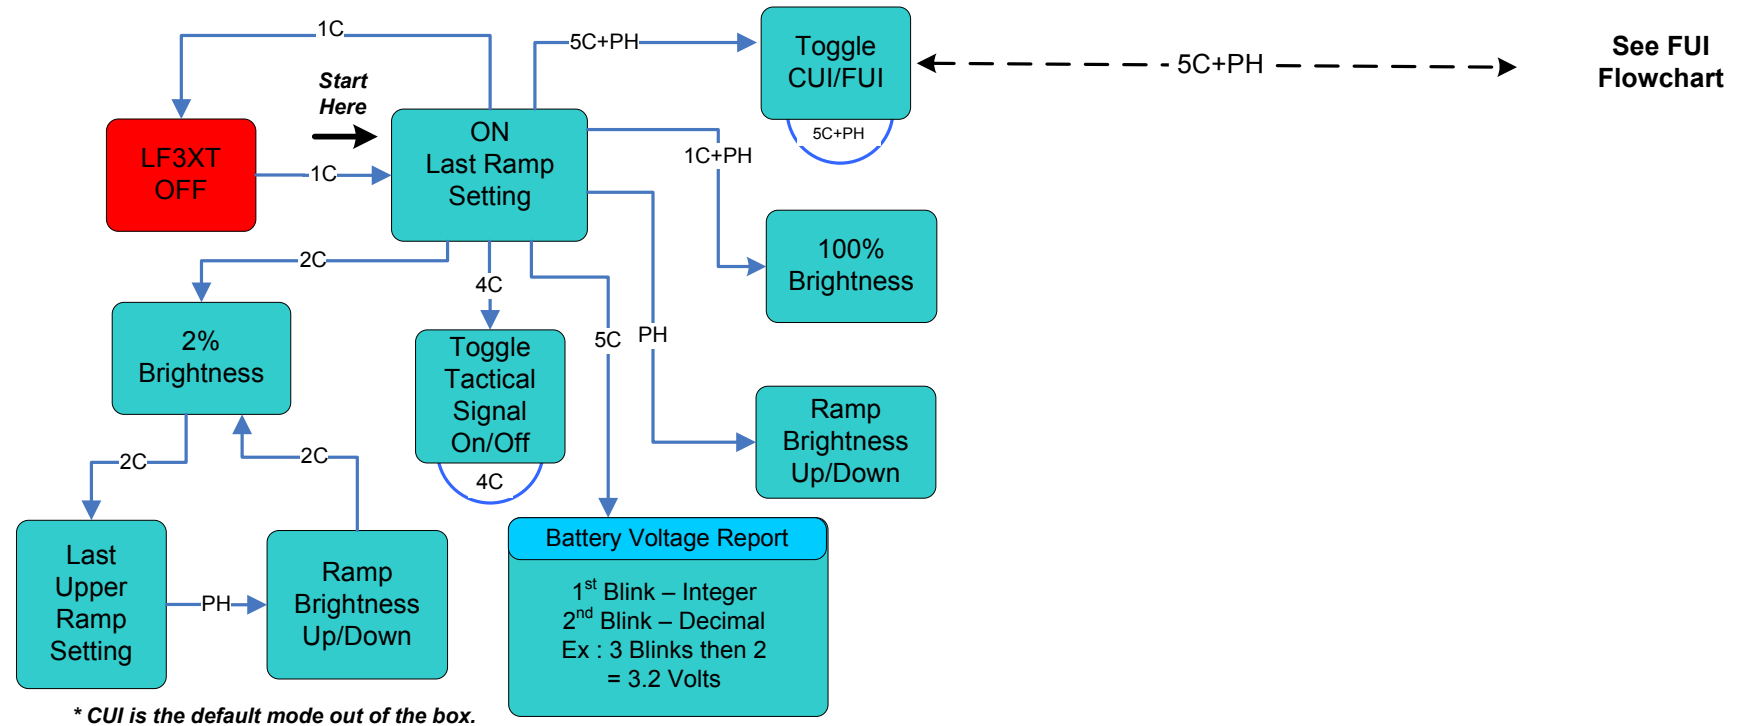 1C
5C+PH
Toggle
CUI/FUI
5C+PH
5C+PH
See FUI
Flowchart
Start
Here
LF3XT
OFF
1C
ON
Last Ramp
Setting
1C+PH
100%
Brightness
2C
4C
5C
PH
2%
Brightness
Toggle
Tactical
Signal
On/Off
4C
Ramp
Brightness
Up/Down
2C
2C
Last
Upper
Ramp
Setting
PH
Ramp
Brightness
Up/Down
Battery Voltage Report
1st Blink – Integer
2nd Blink – Decimal
Ex : 3 Blinks then 2
= 3.2 Volts
* CUI is the default mode out of the box.